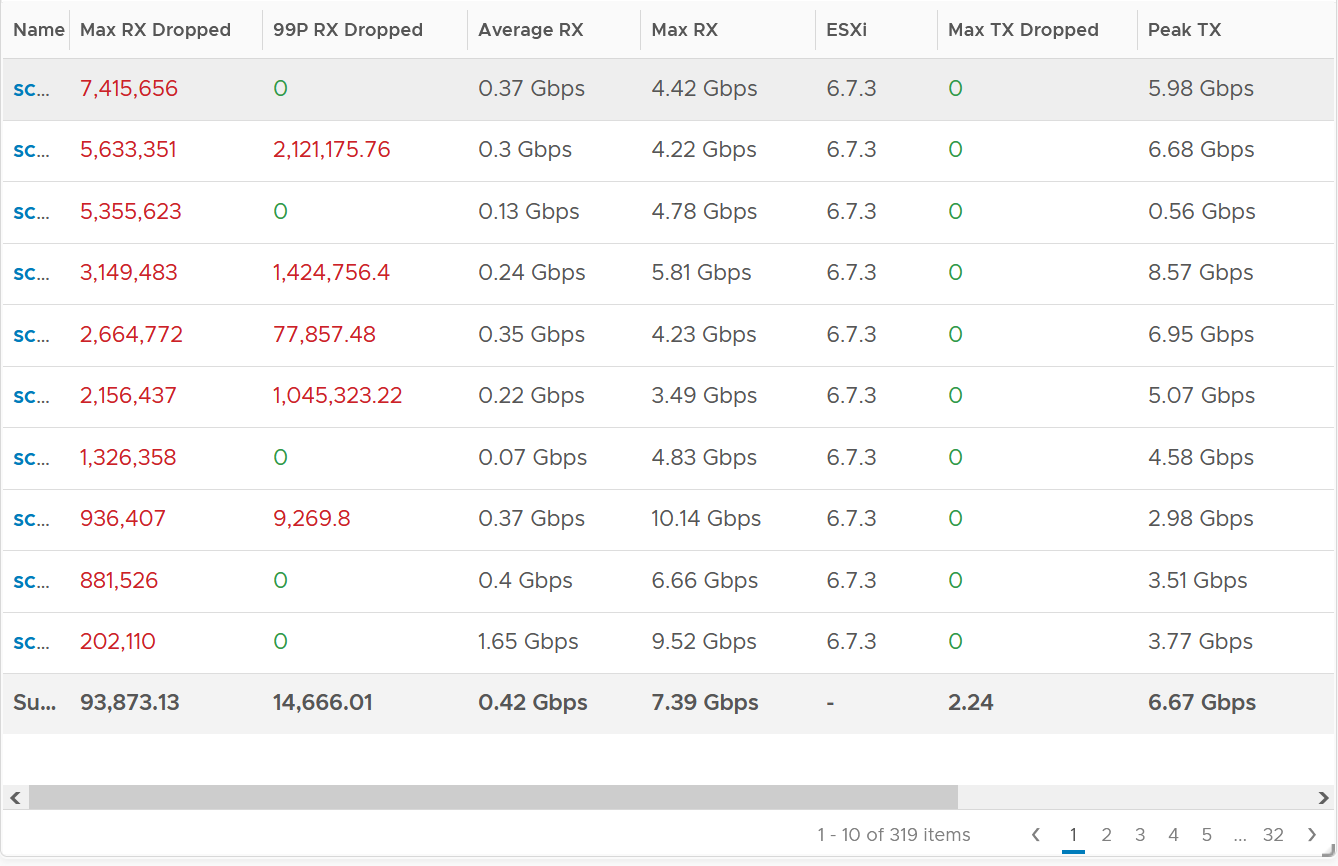 Name Max RX Dropped 99P RX Dropped Average RX Max RX ESXi Max TX Dropped Peak TX
sc... 7,415,656 0 0.37 Gbps 4.42 Gbps 6.7.3 0 5.98 Gbps
sc... 5,633,351 2,121,175.76 0.3 Gbps 4.22 Gbps 6.7.3 0 6.68 Gbps
sc... 5,355,623 0 0.13 Gbps 4.78 Gbps 6.7.3 0 0.56 Gbps
sc... 3,149,483 1,424,756.4 0.24 Gbps 5.81 Gbps 6.7.3 0 8.57 Gbps
sc... 2,664,772 77,857.48 0.35 Gbps 4.23 Gbps 6.7.3 0 6.95 Gbps
sc... 2,156,437 1,045,323.22 0.22 Gbps 3.49 Gbps 6.7.3 0 5.07 Gbps
sc... 1,326,358 0 0.07 Gbps 4.83 Gbps 6.7.3 0 4.58 Gbps
sc... 936,407 9,269.8 0.37 Gbps 10.14 Gbps 6.7.3 0 2.98 Gbps
sc... 881,526 0 0.4 Gbps 6.66 Gbps 6.7.3 0 3.51 Gbps
sc... 202,110 0 1.65 Gbps 9.52 Gbps 6.7.3 0 3.77 Gbps
Su... 93,873.13 14,666.01 0.42 Gbps 7.39 Gbps - 2.24 6.67 Gbps
1 - 10 of 319 items 1 2 3 4 5 ... 32